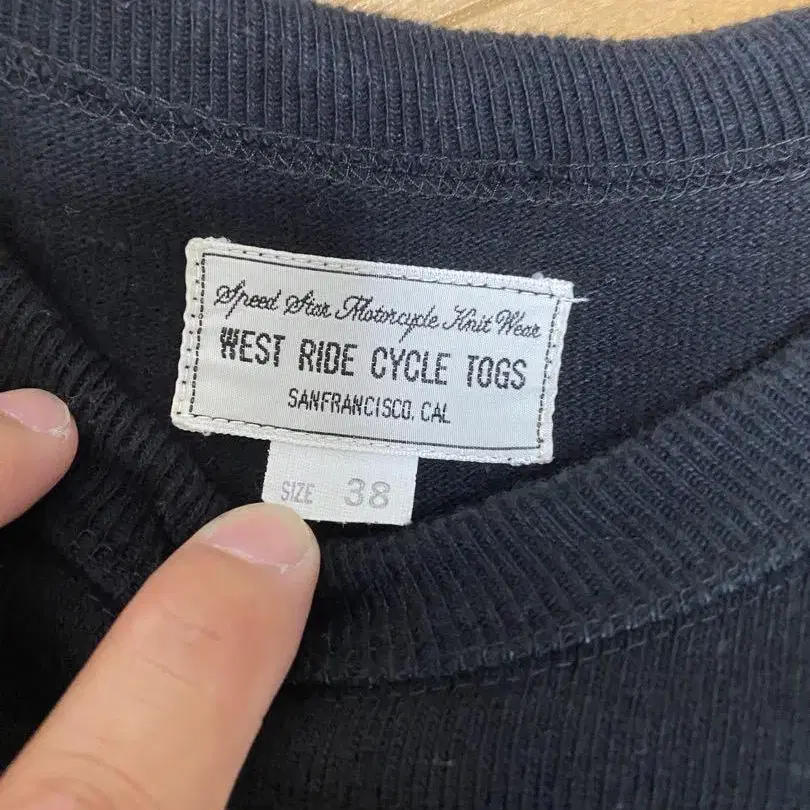 Speed Star Motorcycle Knit Wear
WEST RIDE CYCLE TOGS
SANFRANCISCO. CAL
SIZE 38